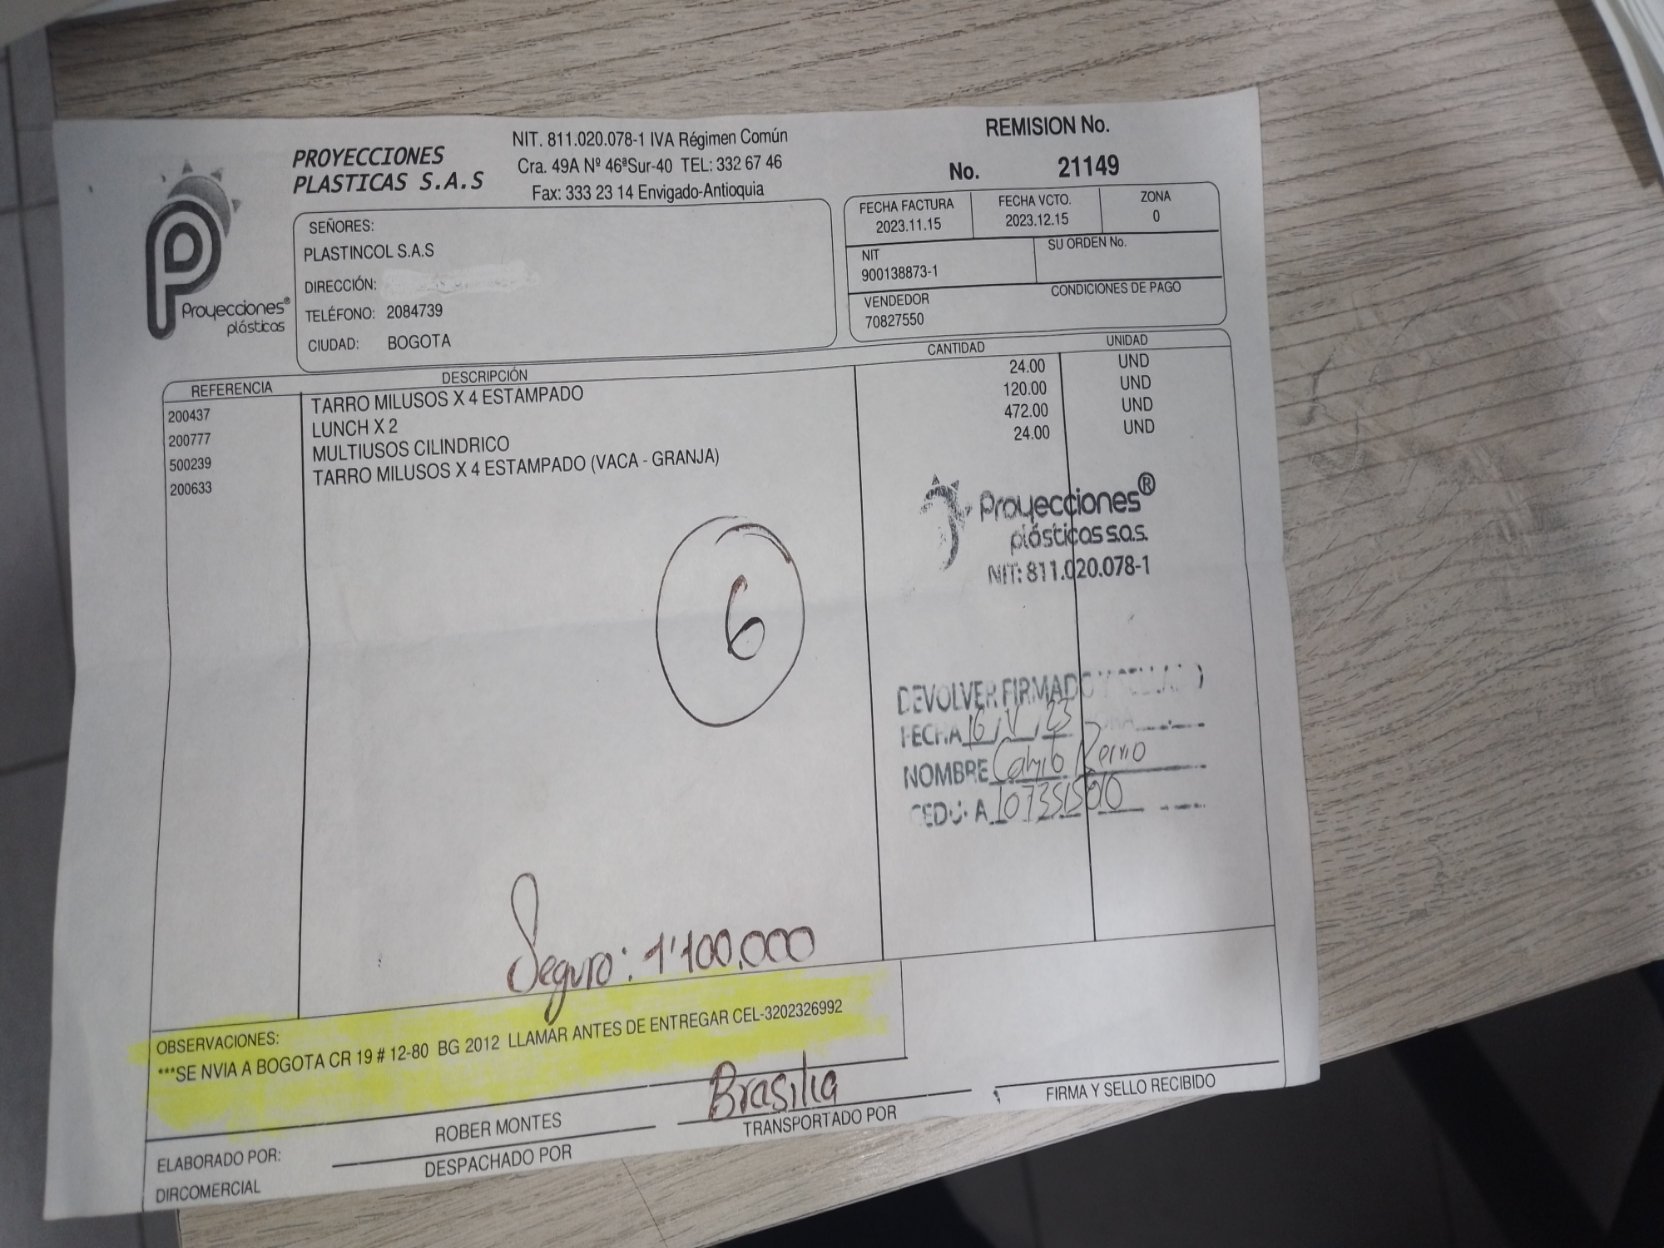 PROYECCIONES
PLASTICAS S.A.S
NIT. 811.020.078-1 IVA Régimen Común
Cra. 49A Nº 46ªSur-40 TEL: 332 67 46
Fax: 333 23 14 Envigado-Antioquia
REMISION No.
No. 21149
Proyecciones®
plásticas
SEÑORES:
PLASTINCOL S.A.S
DIRECCIÓN:
TELÉFONO: 2084739
CIUDAD: BOGOTA
FECHA FACTURA
2023.11.15
FECHA VCTO.
2023.12.15
ZONA
0
NIT
900138873-1
SU ORDEN No.
VENDEDOR
70827550
CONDICIONES DE PAGO
REFERENCIA DESCRIPCIÓN CANTIDAD UNIDAD
200437 TARRO MILUSOS X 4 ESTAMPADO 24.00 UND
200777 LUNCH X 2 120.00 UND
500239 MULTIUSOS CILINDRICO 472.00 UND
200633 TARRO MILUSOS X 4 ESTAMPADO (VACA - GRANJA) 24.00 UND
6
Proyecciones®
plásticas s.a.s.
NIT: 811.020.078-1
DEVOLVER FIRMADO Y
FECHA 23
NOMBRE
Seguro: 1'100.000
OBSERVACIONES:
***SE NVIA A BOGOTA CR 19 # 12-80 BG 2012 LLAMAR ANTES DE ENTREGAR CEL-3202326992
ELABORADO POR:
DIRCOMERCIAL
ROBER MONTES
DESPACHADO POR
Brasilia
TRANSPORTADO POR
FIRMA Y SELLO RECIBIDO